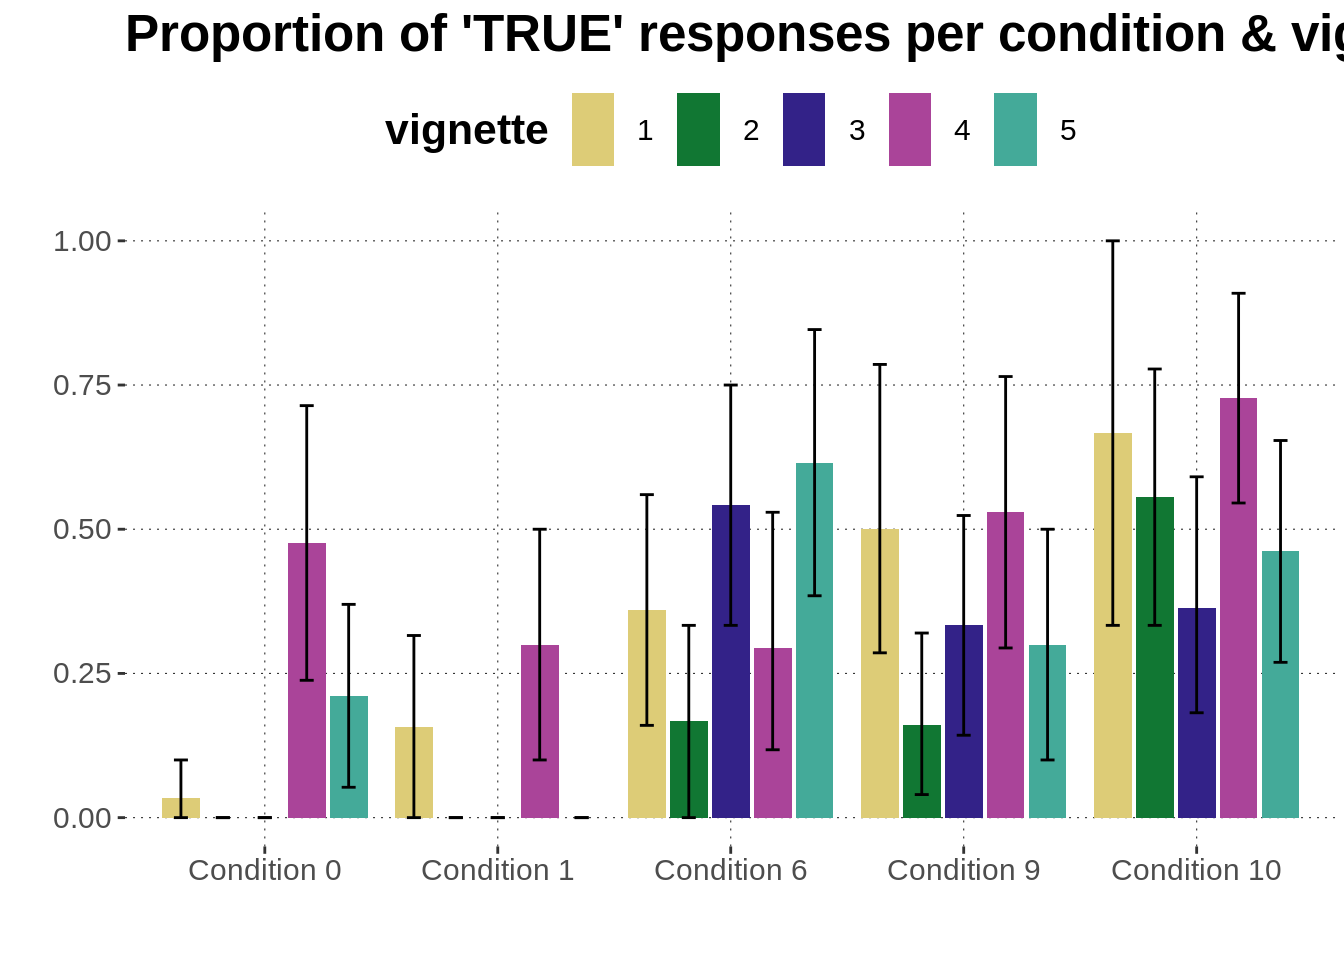 Proportion of 'TRUE' responses per condition & vig
vignette 1 2 3 4 5
1.00
0.75
0.50
0.25
0.00
Condition 0 Condition 1 Condition 6 Condition 9 Condition 10